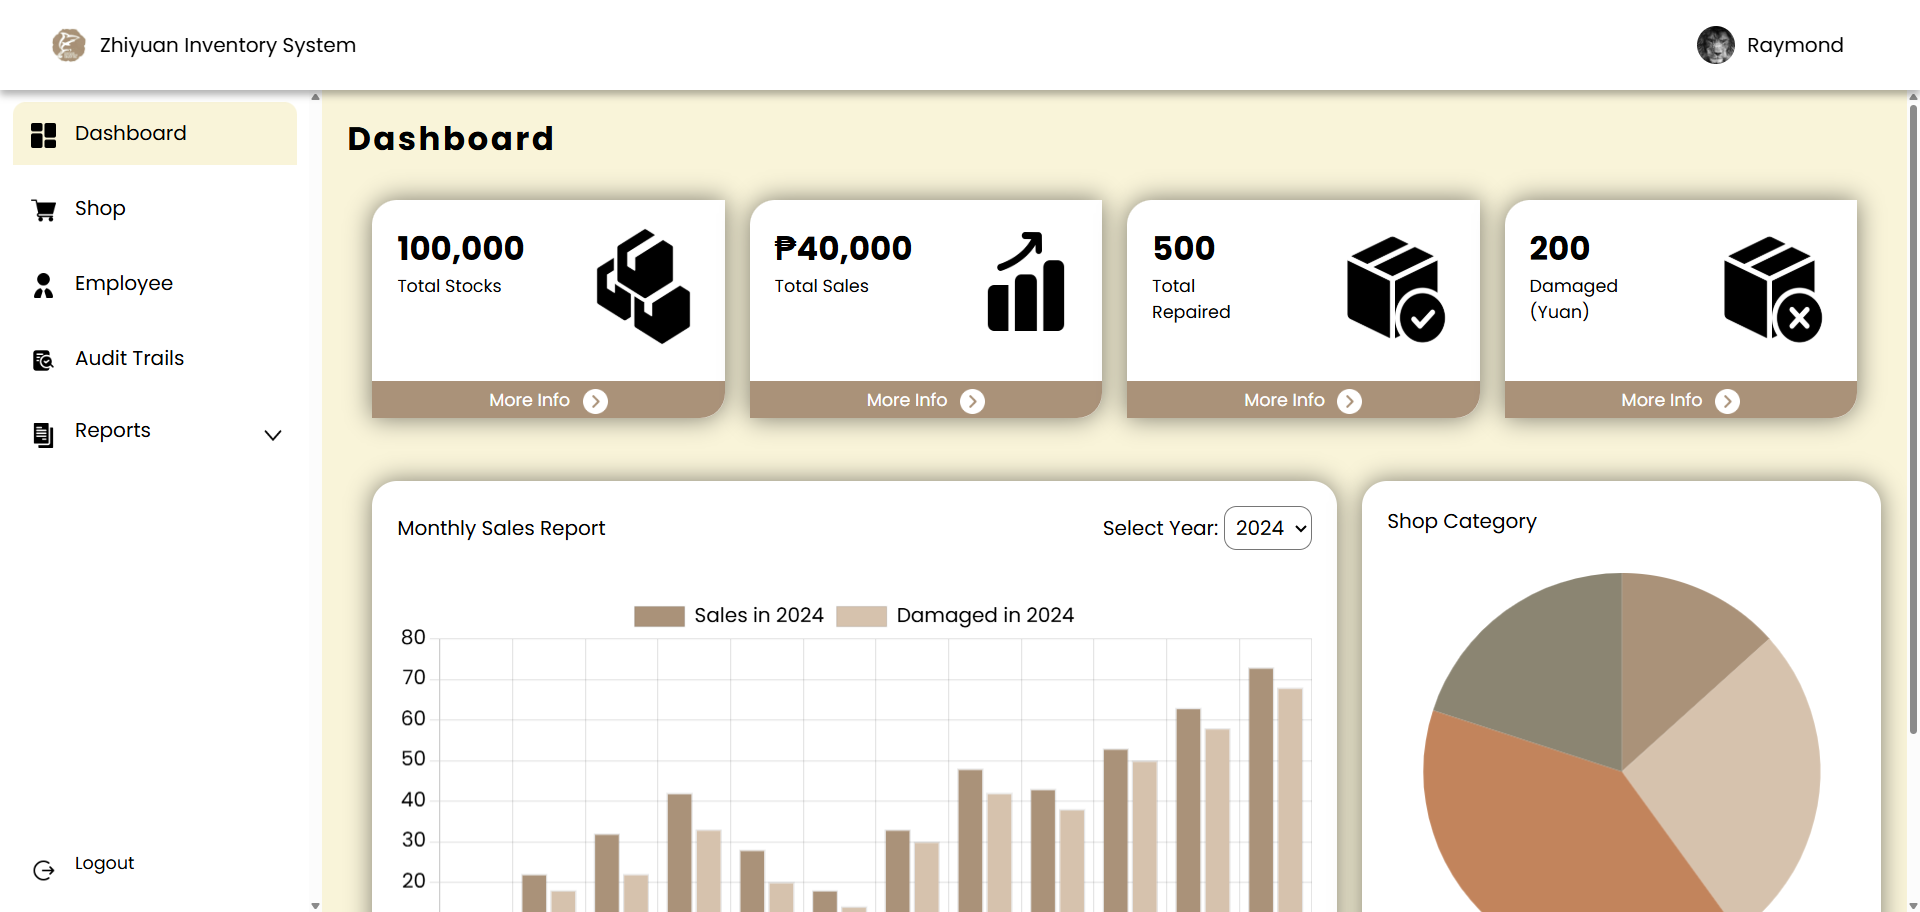 Zhiyuan Inventory System
Raymond
Dashboard
Shop
Employee
Audit Trails
Reports
Logout
Dashboard
100,000
Total Stocks
More Info
₱40,000
Total Sales
More Info
500
Total
Repaired
More Info
200
Damaged
(Yuan)
More Info
Monthly Sales Report
Select Year: 2024
Sales in 2024 Damaged in 2024
80
70
60
50
40
30
20
Shop Category